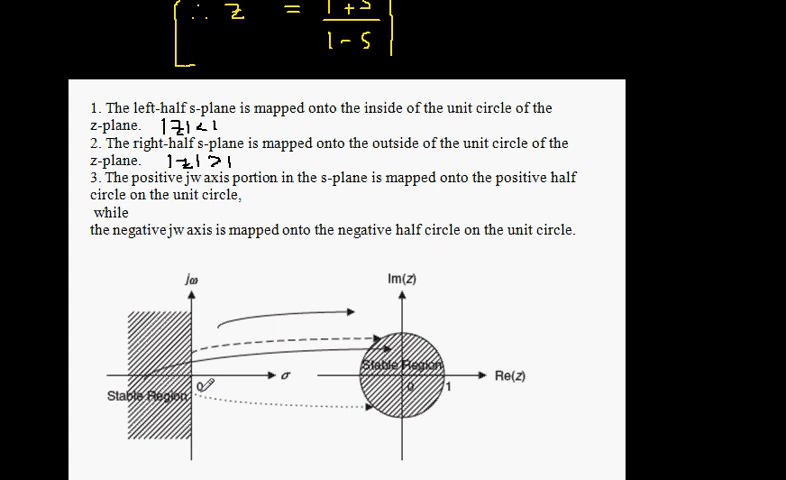 ∴ z = 1+s
1-s
1. The left-half s-plane is mapped onto the inside of the unit circle of the
z-plane. |z|<1
2. The right-half s-plane is mapped onto the outside of the unit circle of the
z-plane. |z|>1
3. The positive jw axis portion in the s-plane is mapped onto the positive half
circle on the unit circle,
while
the negative jw axis is mapped onto the negative half circle on the unit circle.
jω
Im(z)
Stable Region
σ
Re(z)
0
0
1
Stable Region